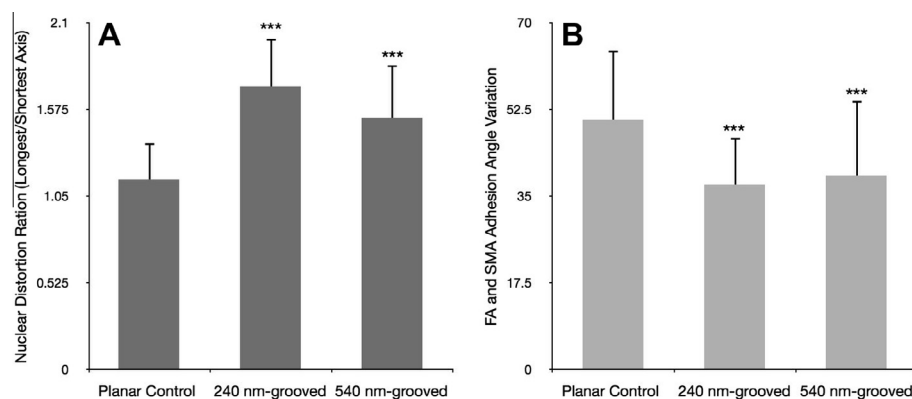 A
Nuclear Distortion Ration (Longest/Shortest Axis)
2.1
1.575
1.05
0.525
0
***
***
Planar Control 240 nm-grooved 540 nm-grooved
B
FA and SMA Adhesion Angle Variation
70
52.5
35
17.5
0
***
***
Planar Control 240 nm-grooved 540 nm-grooved